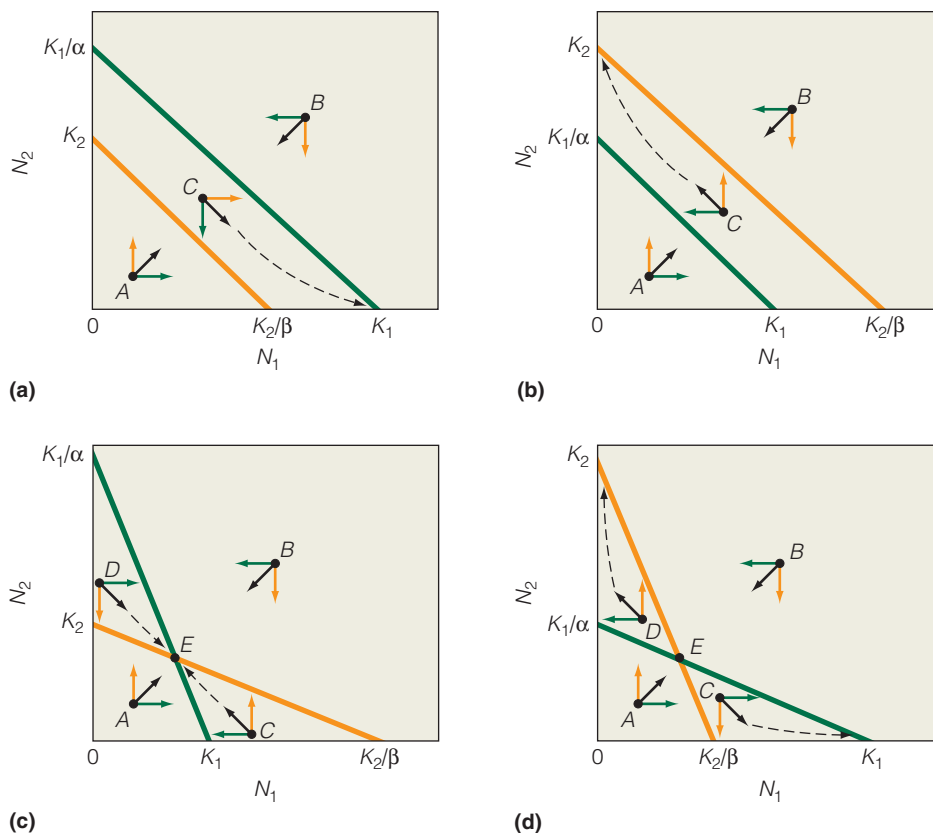 K₁/α
K₂
N₂
A
B
C
0
K₂/β
K₁
N₁
(a)
K₂
K₁/α
N₂
A
B
C
0
K₁
K₂/β
N₁
(b)
K₁/α
K₂
N₂
D
B
E
A
C
0
K₁
K₂/β
N₁
(c)
K₂
K₁/α
N₂
B
D
E
A
C
0
K₂/β
K₁
N₁
(d)